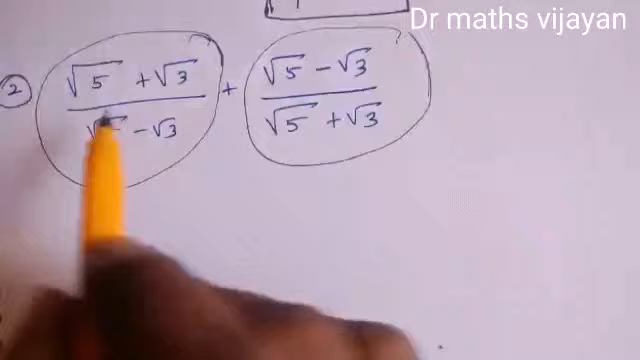 Dr maths vijayan
② (√5 + √3)/(√ - √3) + (√5 - √3)/(√5 + √3)